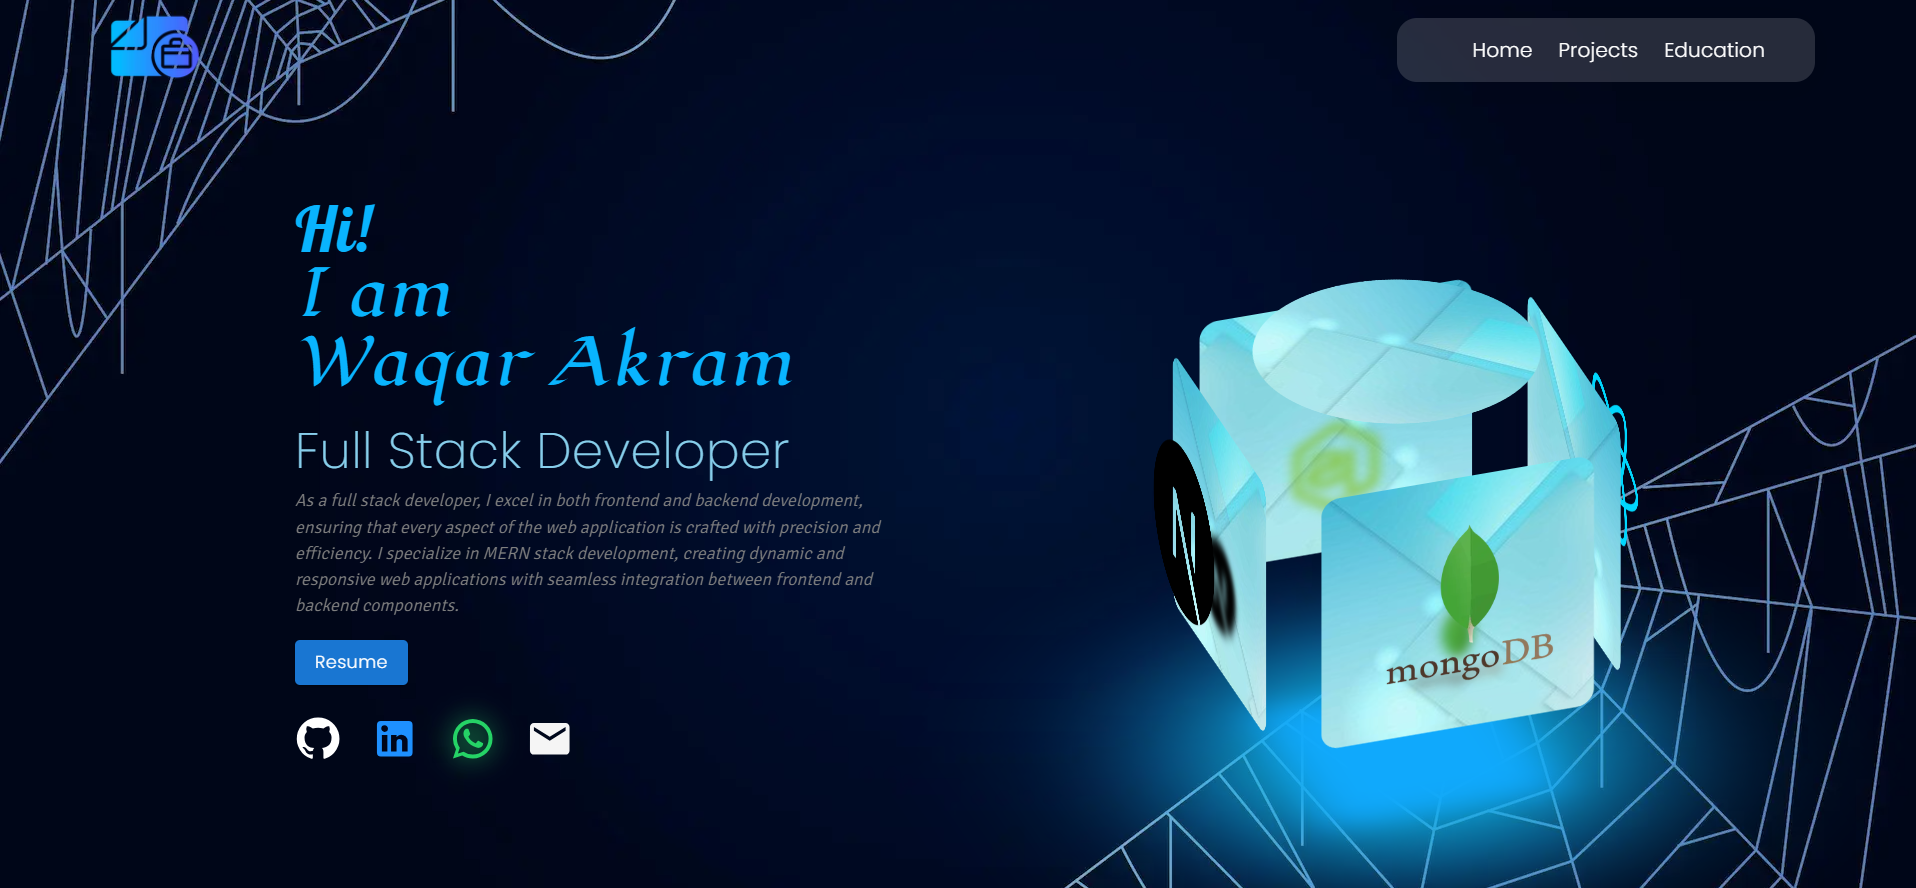 Home Projects Education
Hi!
I am
Waqar Akram
Full Stack Developer
As a full stack developer, I excel in both frontend and backend development,
ensuring that every aspect of the web application is crafted with precision and
efficiency. I specialize in MERN stack development, creating dynamic and
responsive web applications with seamless integration between frontend and
backend components.
Resume
in
N
@
mongoDB